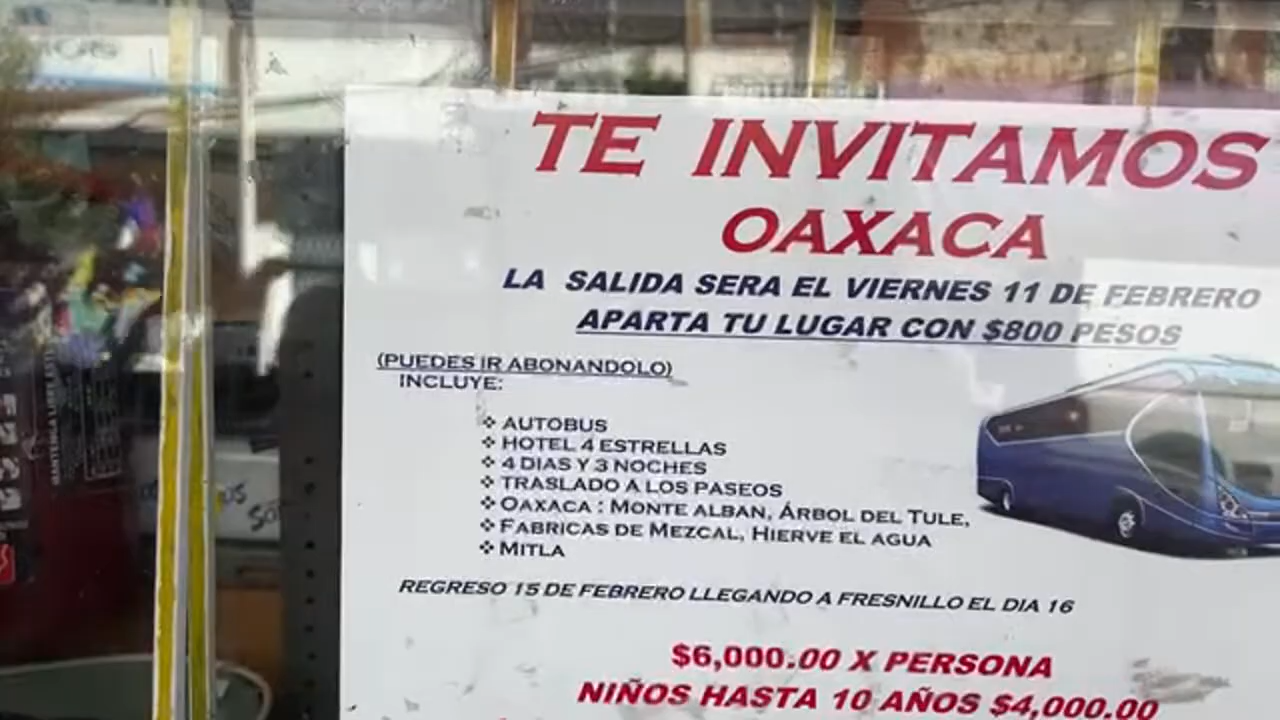 TE INVITAMOS
OAXACA
LA SALIDA SERA EL VIERNES 11 DE FEBRERO
APARTA TU LUGAR CON $800 PESOS
(PUEDES IR ABONANDOLO)
INCLUYE:
❖ AUTOBUS
❖ HOTEL 4 ESTRELLAS
❖ 4 DIAS Y 3 NOCHES
❖ TRASLADO A LOS PASEOS
❖ OAXACA : MONTE ALBAN, ÁRBOL DEL TULE,
❖ FABRICAS DE MEZCAL, HIERVE EL AGUA
❖ MITLA
REGRESO 15 DE FEBRERO LLEGANDO A FRESNILLO EL DIA 16
$6,000.00 X PERSONA
NIÑOS HASTA 10 AÑOS $4,000.00